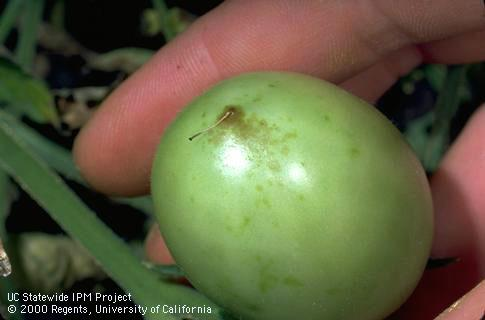 UC Statewide IPM Project
© 2000 Regents, University of California